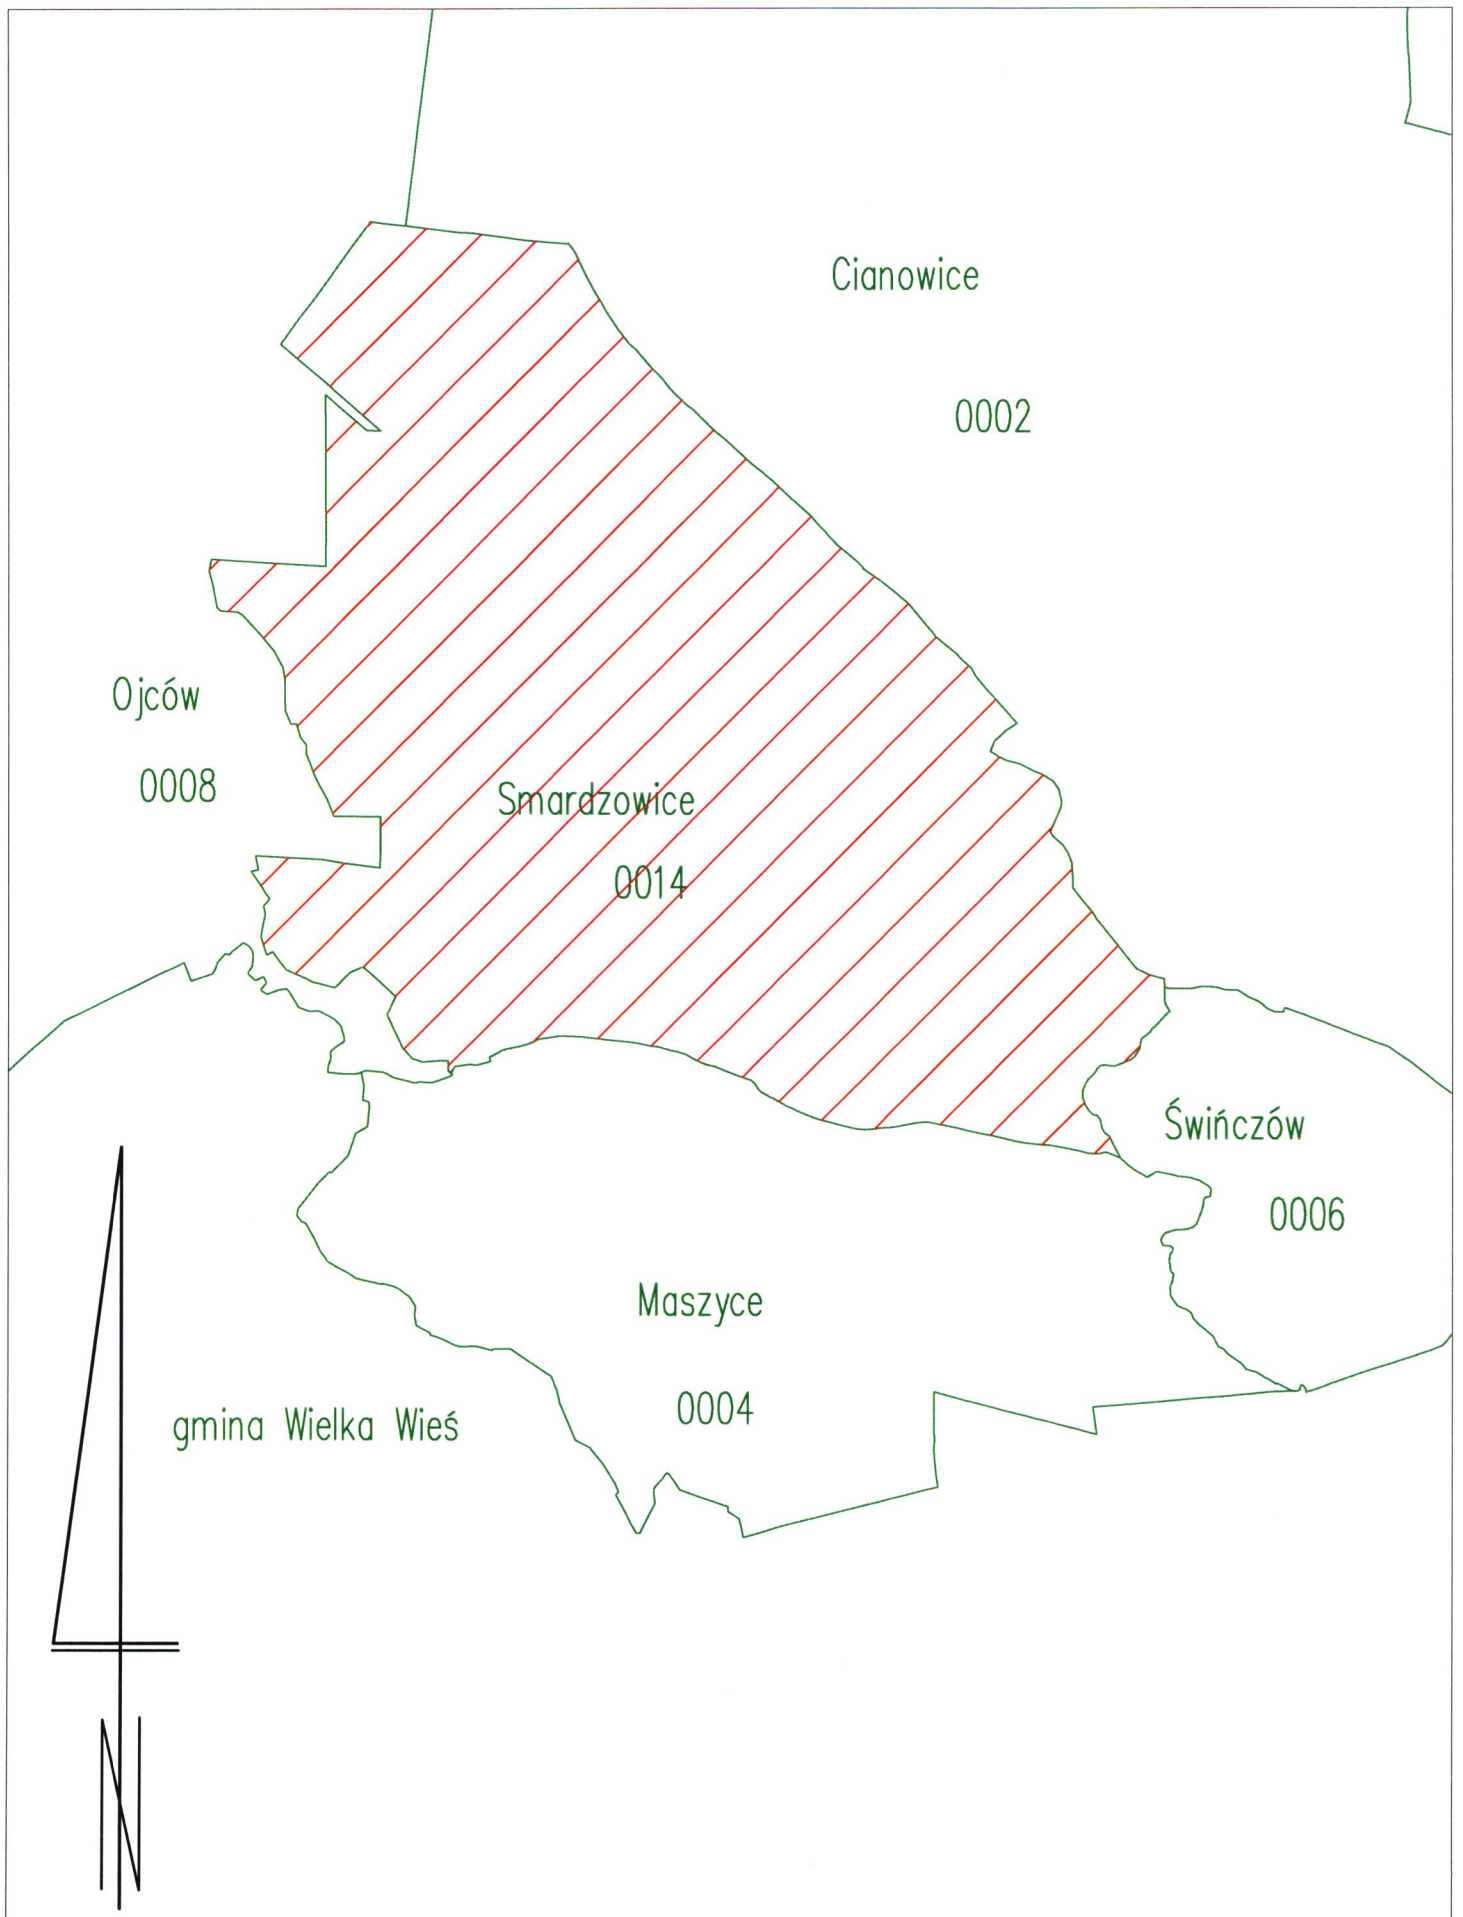 Cianowice
0002
Ojców
0008
Smardzowice
0014
Świńczów
0006
Maszyce
0004
gmina Wielka Wieś
N